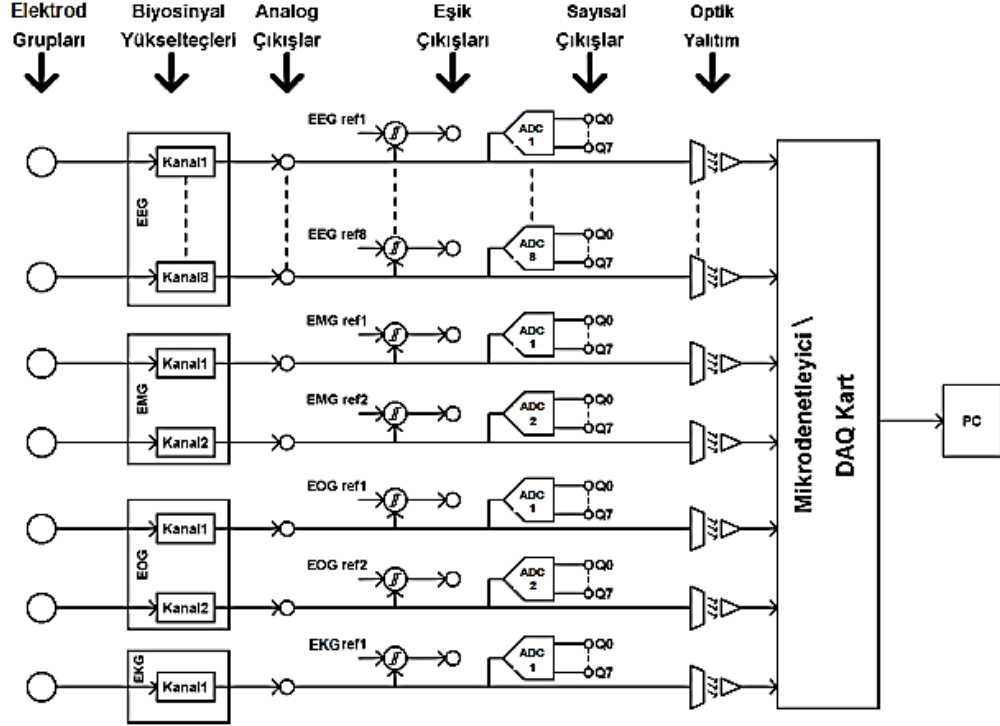 Elektrod Grupları
Biyosinyal Yükselteçleri
Analog Çıkışlar
Eşik Çıkışları
Sayısal Çıkışlar
Optik Yalıtım
EEG
Kanal1
EEG ref1
ADC 1
Q0
Q7
Kanal8
EEG ref8
ADC 8
Q0
Q7
EMG
Kanal1
EMG ref1
ADC 1
Q0
Q7
Kanal2
EMG ref2
ADC 2
Q0
Q7
EOG
Kanal1
EOG ref1
ADC 1
Q0
Q7
Kanal2
EOG ref2
ADC 2
Q0
Q7
EKG
Kanal1
EKG ref1
ADC 1
Q0
Q7
Mikrodenetleyici \
DAQ Kart
PC